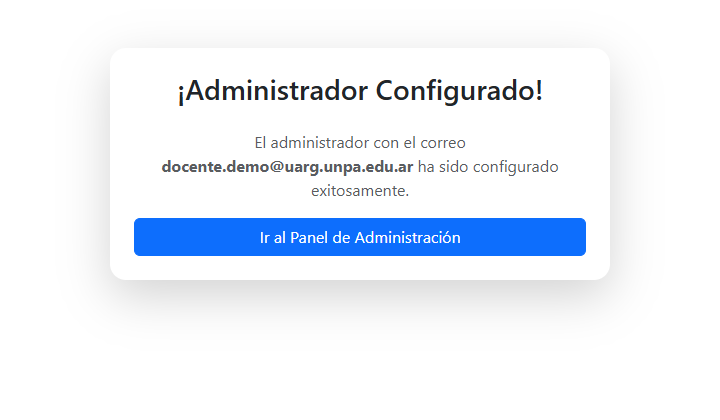 ¡Administrador Configurado!
El administrador con el correo
docente.demo@uarg.unpa.edu.ar ha sido configurado
exitosamente.
Ir al Panel de Administración